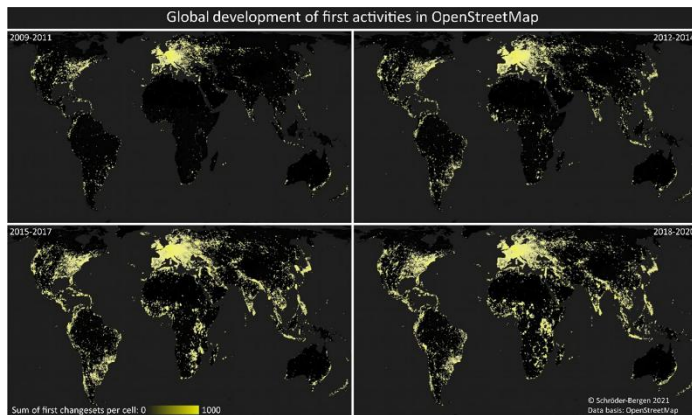 Global development of first activities in OpenStreetMap
2009-2011
2012-2014
2015-2017
2018-2020
Sum of first changesets per cell: 0 1000
© Schröder-Bergen 2021
Data basis: OpenStreetMap